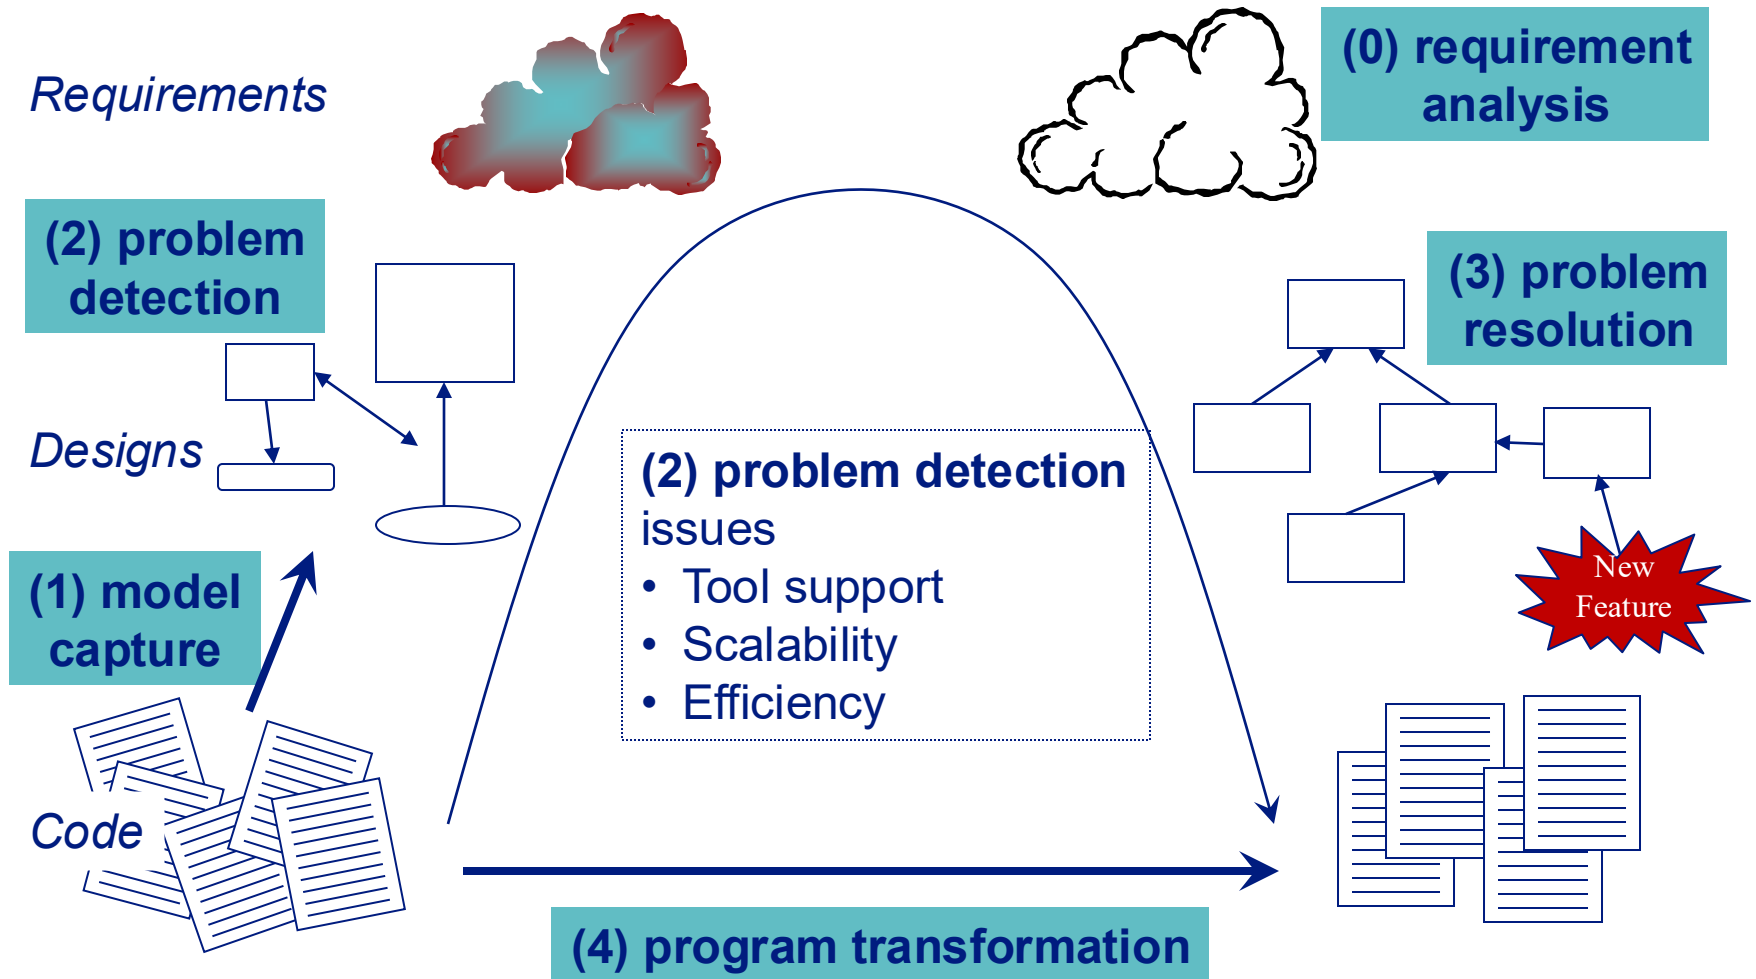 (0) requirement
analysis
Requirements
(2) problem
detection
(3) problem
resolution
Designs
(2) problem detection
issues
• Tool support
• Scalability
• Efficiency
(1) model
capture
New
Feature
Code
(4) program transformation